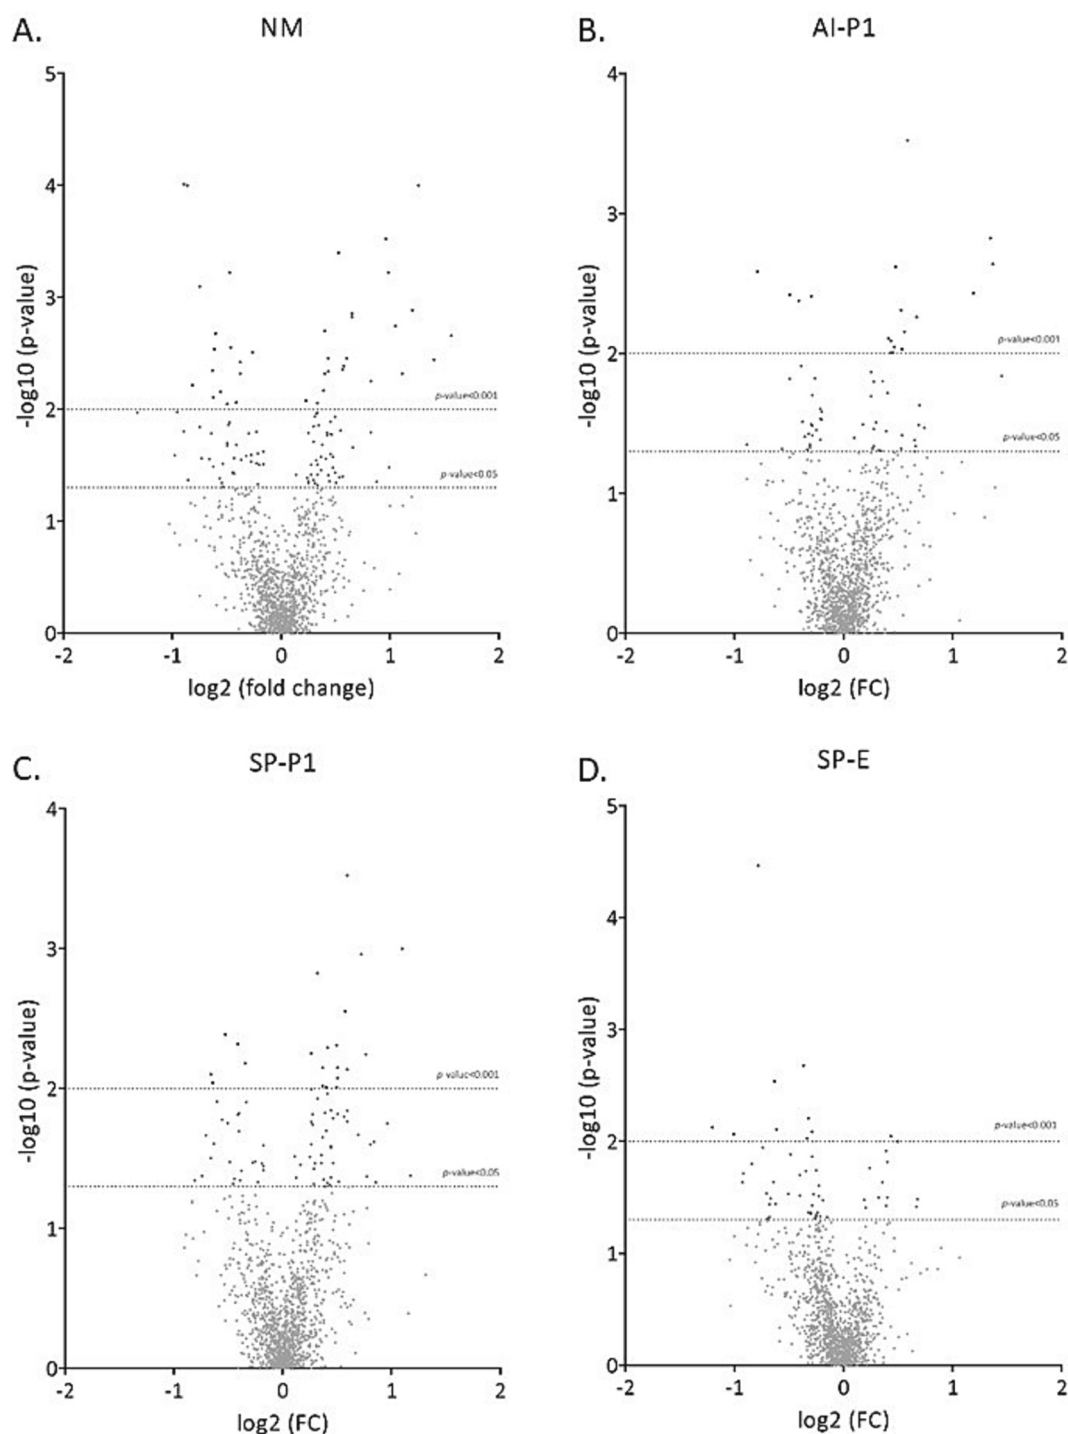 A.
NM
5
4
3
2
1
0
-log10 (p-value)
p-value<0.001
p-value<0.05
-2
-1
0
1
2
log2 (fold change)
B.
AI-P1
4
3
2
1
0
-log10 (p-value)
p-value<0.001
p-value<0.05
-2
-1
0
1
2
log2 (FC)
C.
SP-P1
4
3
2
1
0
-log10 (p-value)
p-value<0.001
p-value<0.05
-2
-1
0
1
2
log2 (FC)
D.
SP-E
5
4
3
2
1
0
-log10 (p-value)
p-value<0.001
p-value<0.05
-2
-1
0
1
2
log2 (FC)